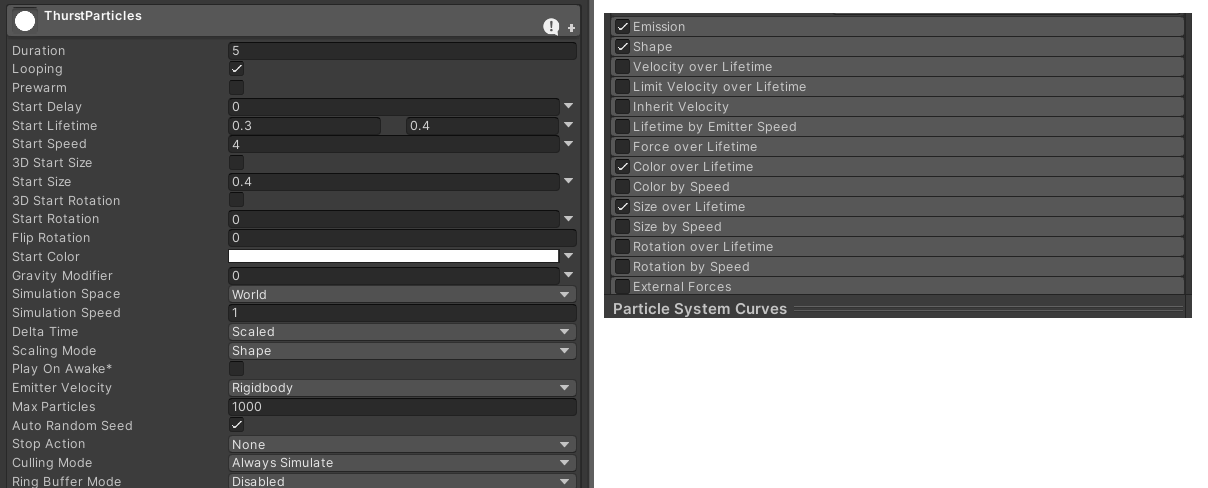 ThurstParticles
Duration 5
Looping
Prewarm
Start Delay 0
Start Lifetime 0.3 0.4
Start Speed 4
3D Start Size
Start Size 0.4
3D Start Rotation
Start Rotation 0
Flip Rotation 0
Start Color
Gravity Modifier 0
Simulation Space World
Simulation Speed 1
Delta Time Scaled
Scaling Mode Shape
Play On Awake*
Emitter Velocity Rigidbody
Max Particles 1000
Auto Random Seed
Stop Action None
Culling Mode Always Simulate
Ring Buffer Mode Disabled
Emission
Shape
Velocity over Lifetime
Limit Velocity over Lifetime
Inherit Velocity
Lifetime by Emitter Speed
Force over Lifetime
Color over Lifetime
Color by Speed
Size over Lifetime
Size by Speed
Rotation over Lifetime
Rotation by Speed
External Forces
Particle System Curves